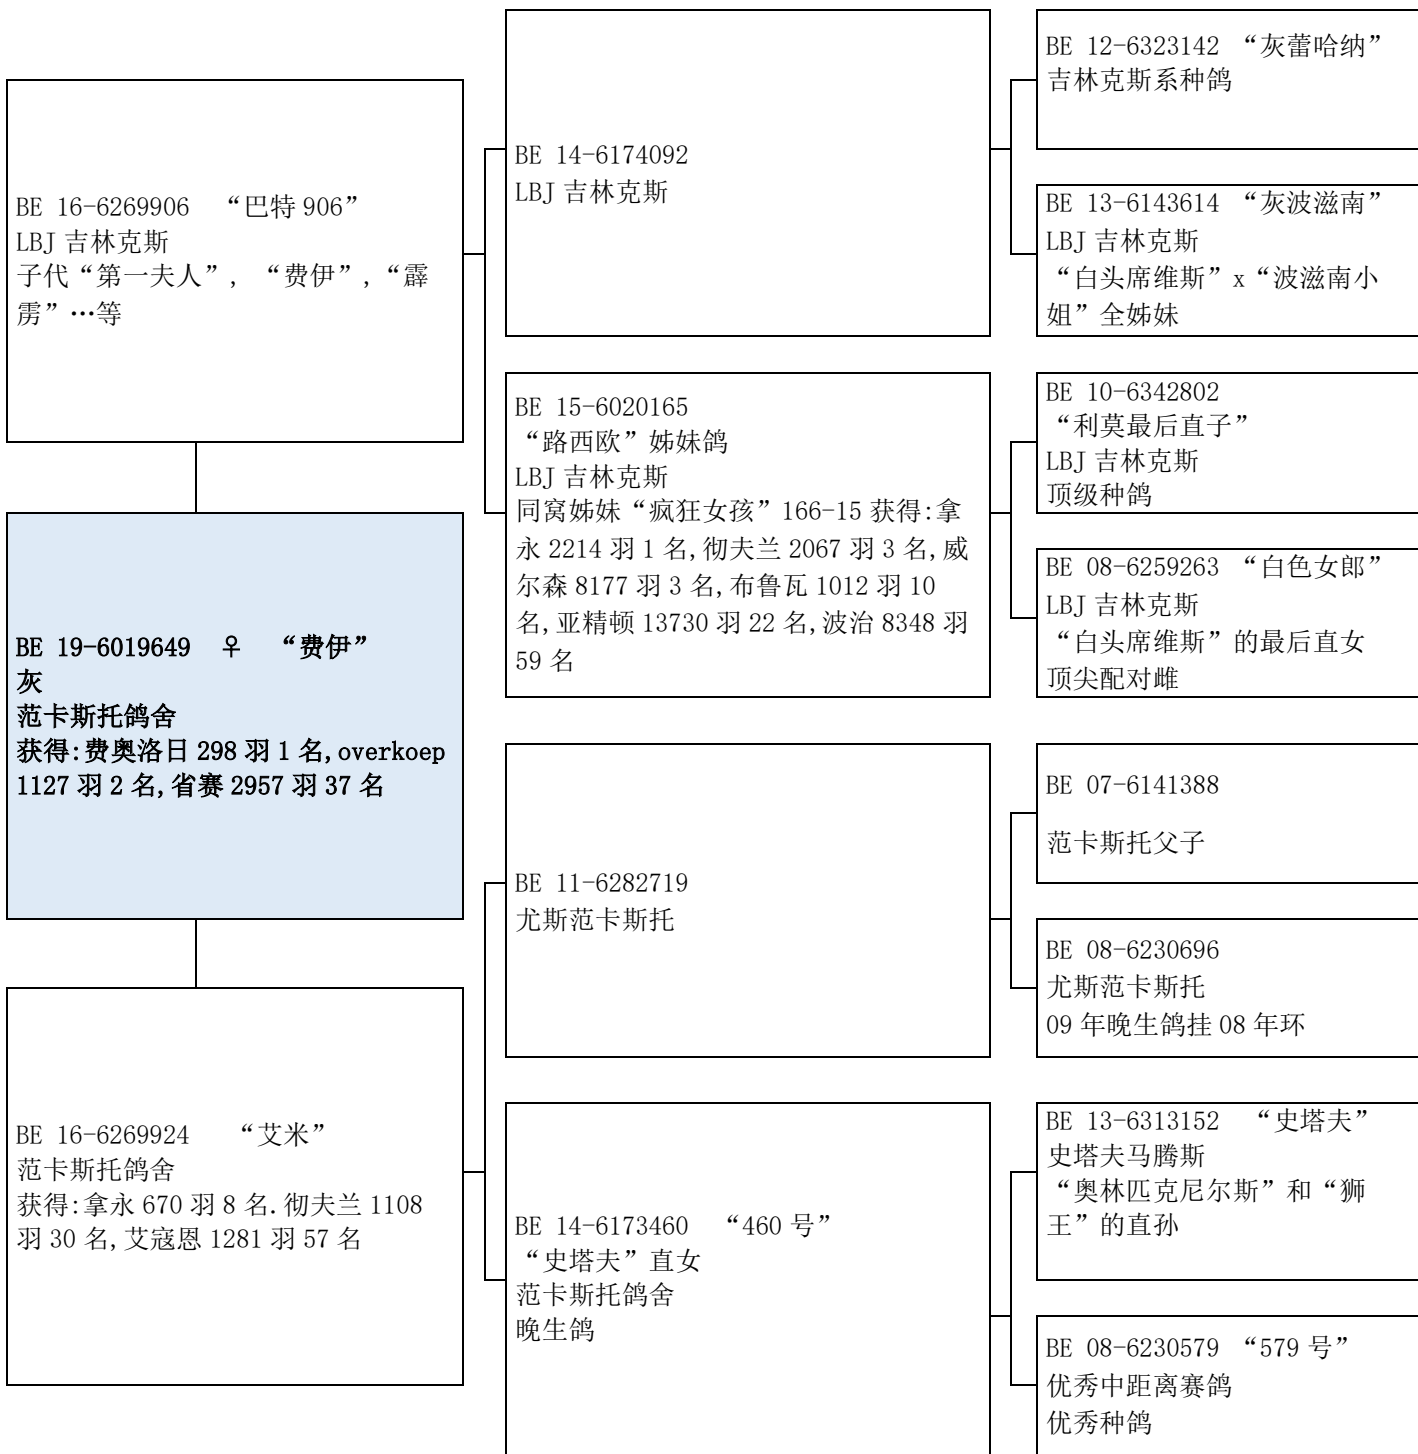 BE 16-6269906 “巴特 906”
LBJ 吉林克斯
子代“第一夫人”, “费伊”,“霹
雳”…等
BE 19-6019649 ♀ “费伊”
灰
范卡斯托鸽舍
获得:费奥洛日 298 羽 1 名,overkoep
1127 羽 2 名,省赛 2957 羽 37 名
BE 16-6269924 “艾米”
范卡斯托鸽舍
获得:拿永 670 羽 8 名.彻夫兰 1108
羽 30 名,艾寇恩 1281 羽 57 名
BE 14-6174092
LBJ 吉林克斯
BE 15-6020165
“路西欧”姊妹鸽
LBJ 吉林克斯
同窝姊妹“疯狂女孩”166-15 获得:拿
永 2214 羽 1 名,彻夫兰 2067 羽 3 名,威
尔森 8177 羽 3 名,布鲁瓦 1012 羽 10
名,亚精顿 13730 羽 22 名,波治 8348 羽
59 名
BE 11-6282719
尤斯范卡斯托
BE 14-6173460 “460 号”
“史塔夫”直女
范卡斯托鸽舍
晚生鸽
BE 12-6323142 “灰蕾哈纳”
吉林克斯系种鸽
BE 13-6143614 “灰波滋南”
LBJ 吉林克斯
“白头席维斯”x“波滋南小
姐”全姊妹
BE 10-6342802
“利莫最后直子”
LBJ 吉林克斯
顶级种鸽
BE 08-6259263 “白色女郎”
LBJ 吉林克斯
“白头席维斯”的最后直女
顶尖配对雌
BE 07-6141388
范卡斯托父子
BE 08-6230696
尤斯范卡斯托
09 年晚生鸽挂 08 年环
BE 13-6313152 “史塔夫”
史塔夫马腾斯
“奥林匹克尼尔斯”和“狮
王”的直孙
BE 08-6230579 “579 号”
优秀中距离赛鸽
优秀种鸽